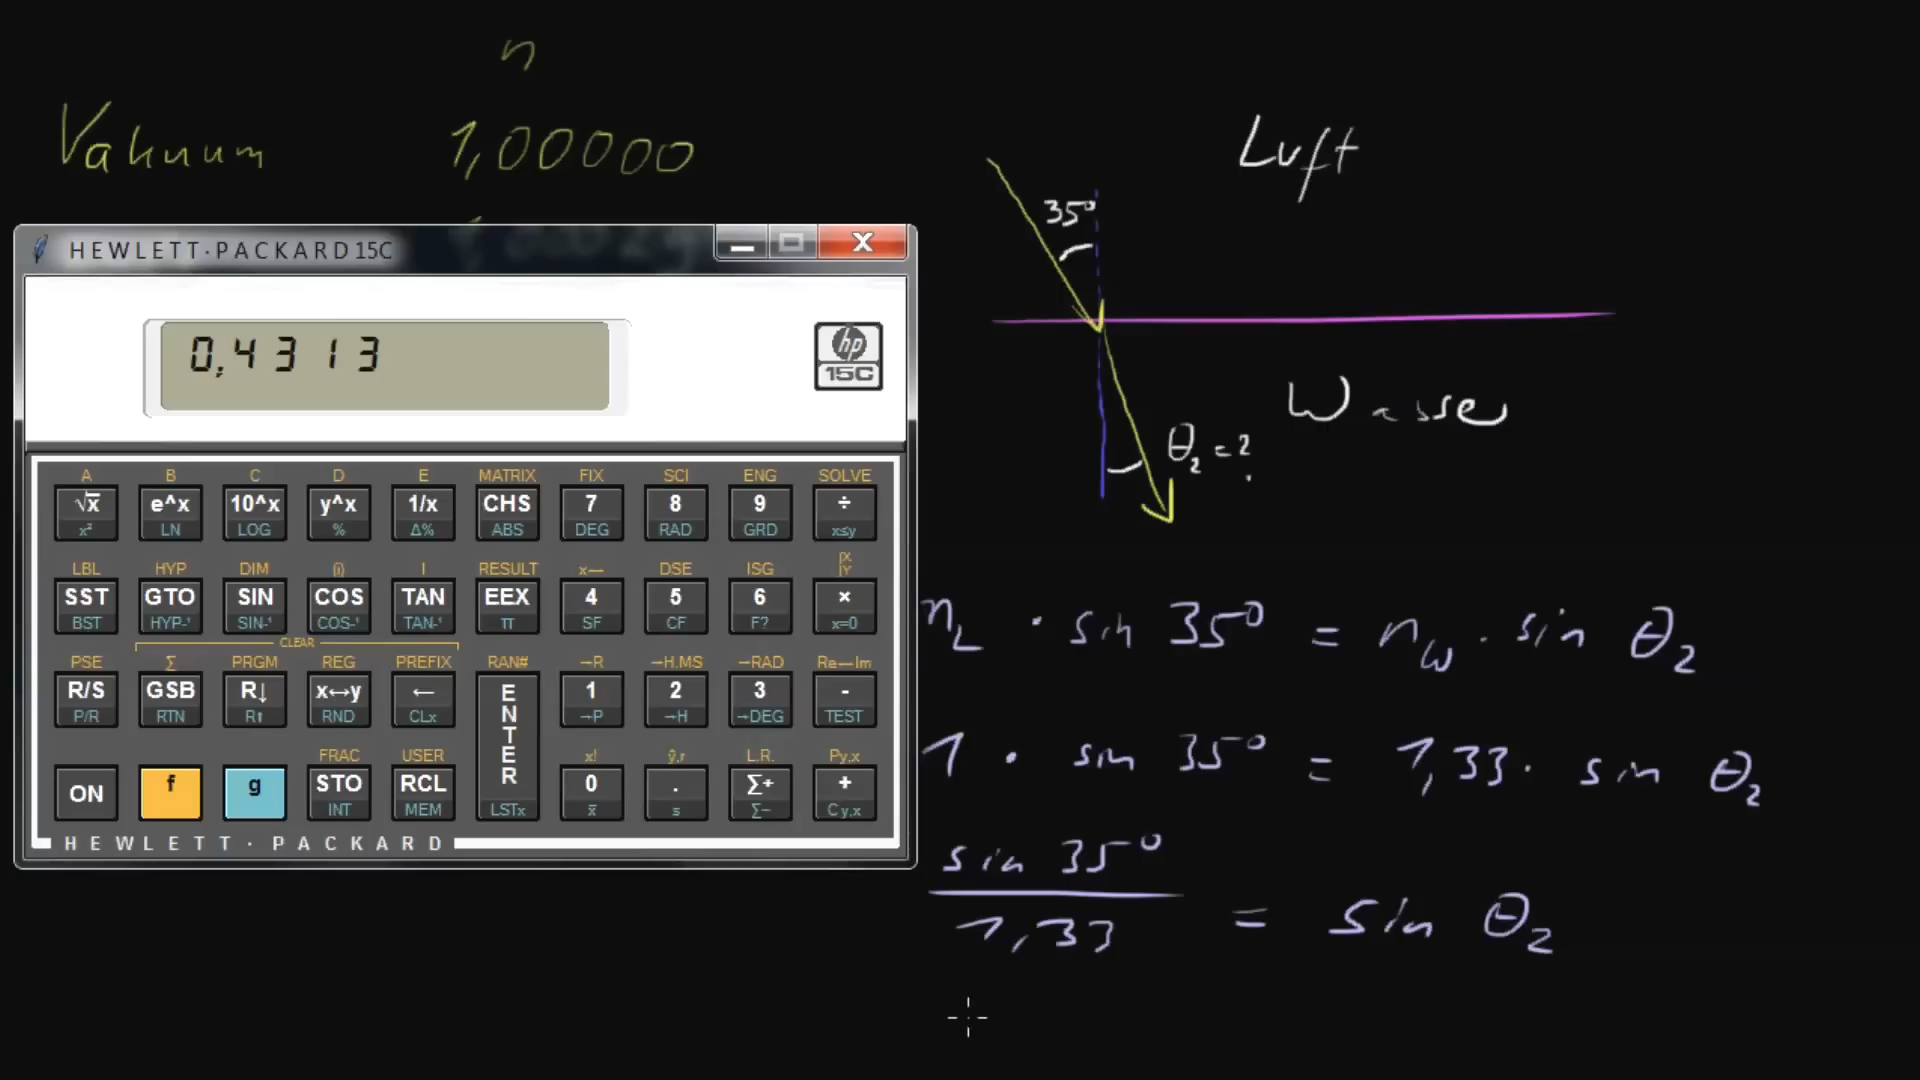 n
Vakuum 1,00000
HEWLETT·PACKARD 15C
0,4313
hp
15C
A B C D E MATRIX FIX SCI ENG SOLVE
√x e^x 10^x y^x 1/x CHS 7 8 9 ÷
x² LN LOG % Δ% ABS DEG RAD GRD x≤y
LBL HYP DIM (i) I RESULT x— DSE ISG ∫X/Y
SST GTO SIN COS TAN EEX 4 5 6 ×
BST HYP-¹ SIN-¹ COS-¹ TAN-¹ π SF CF F? x=0
CLEAR
PSE ∑ PRGM REG PREFIX RAN# →R →H.MS →RAD Re—Im
R/S GSB R↓ x↔y ← ENTER 1 2 3 -
P/R RTN R↑ RND CLx →P →H →DEG TEST
FRAC USER x! ŷ,r L.R. Py,x
ON f g STO RCL 0 . ∑+ +
INT MEM LSTx x̄ s ∑− Cy,x
HEWLETT·PACKARD
Luft
35°
Wasser
θ₂ = ?
n_L · sin 35° = n_W · sin θ₂
1 · sin 35° = 1,33 · sin θ₂
sin 35°
1,33
= sin θ₂